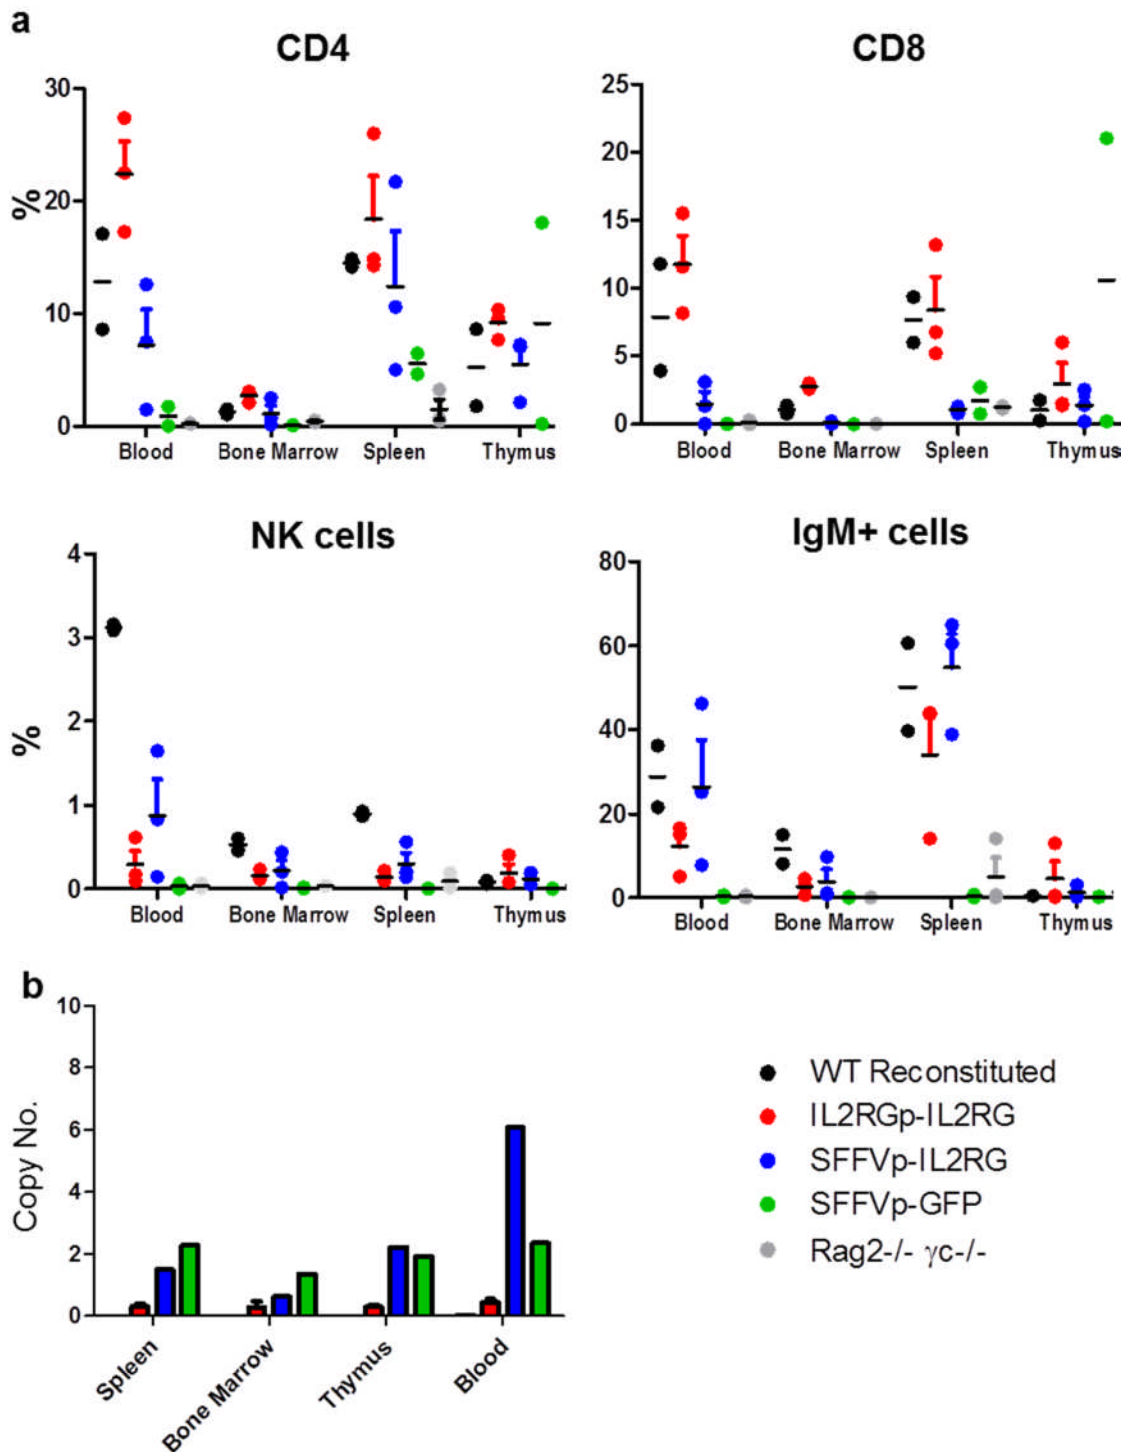 a
CD4
CD8
30
20
10
0
%
Blood Bone Marrow Spleen Thymus
25
20
15
10
5
0
Blood Bone Marrow Spleen Thymus
NK cells
IgM+ cells
4
3
2
1
0
%
Blood Bone Marrow Spleen Thymus
80
60
40
20
0
Blood Bone Marrow Spleen Thymus
b
10
8
6
4
2
0
Copy No.
Spleen
Bone Marrow
Thymus
Blood
WT Reconstituted
IL2RGp-IL2RG
SFFVp-IL2RG
SFFVp-GFP
Rag2-/- γc-/-